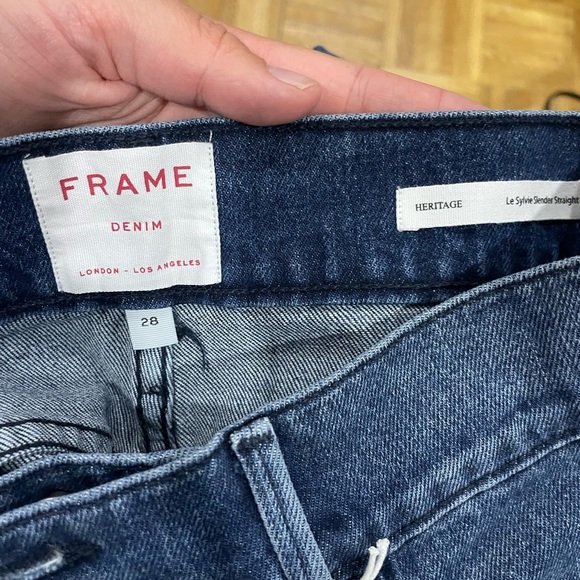 FRAME
DENIM
LONDON - LOS ANGELES
HERITAGE Le Sylvie Slender Straight
28